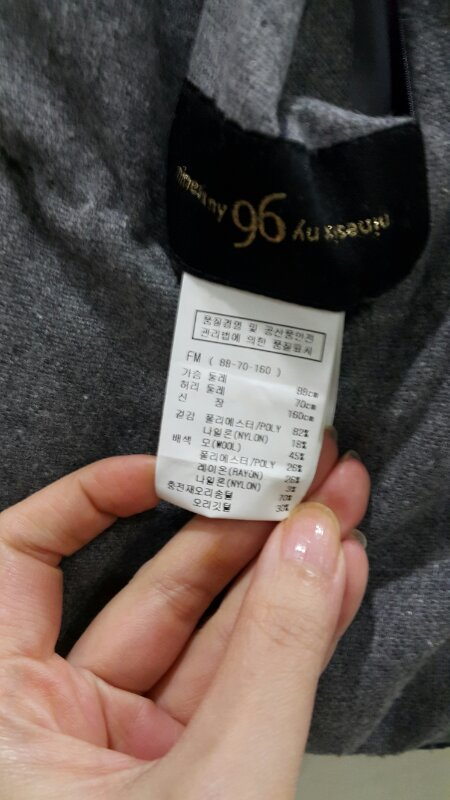 96
ninesix ny
품질경영 및 공산품안전
관리법에 의한 품질표시
FM ( 88-70-160 )
가슴 둘레 88cm
허리 둘레 70cm
신 장 160cm
겉감 폴리에스터/POLY 82%
나일론(NYLON) 18%
배색 모(WOOL) 45%
폴리에스터/POLY 26%
레이온(RAYON) 26%
나일론(NYLON) 3%
충전재오리솜털 70%
오리깃털 30%